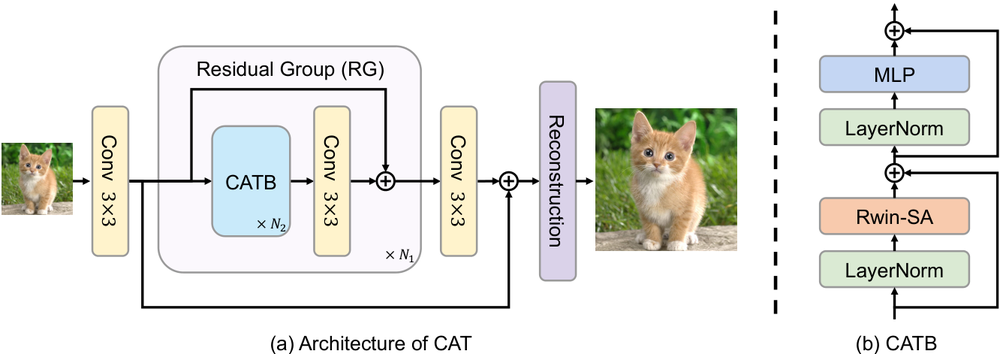 Residual Group (RG)
Conv 3×3
CATB
× N₂
Conv 3×3
× N₁
Conv 3×3
Reconstruction
(a) Architecture of CAT
MLP
LayerNorm
Rwin-SA
LayerNorm
(b) CATB